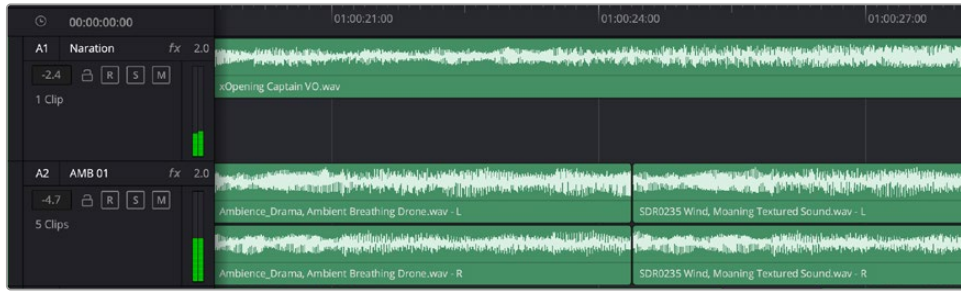 00:00:00:00 01:00:21:00 01:00:24:00 01:00:27:00
A1 Naration fx 2.0
-2.4 R S M
1 Clip
xOpening Captain VO.wav
A2 AMB 01 fx 2.0
-4.7 R S M
5 Clips
Ambience_Drama, Ambient Breathing Drone.wav - L SDR0235 Wind, Moaning Textured Sound.wav - L
Ambience_Drama, Ambient Breathing Drone.wav - R SDR0235 Wind, Moaning Textured Sound.wav - R